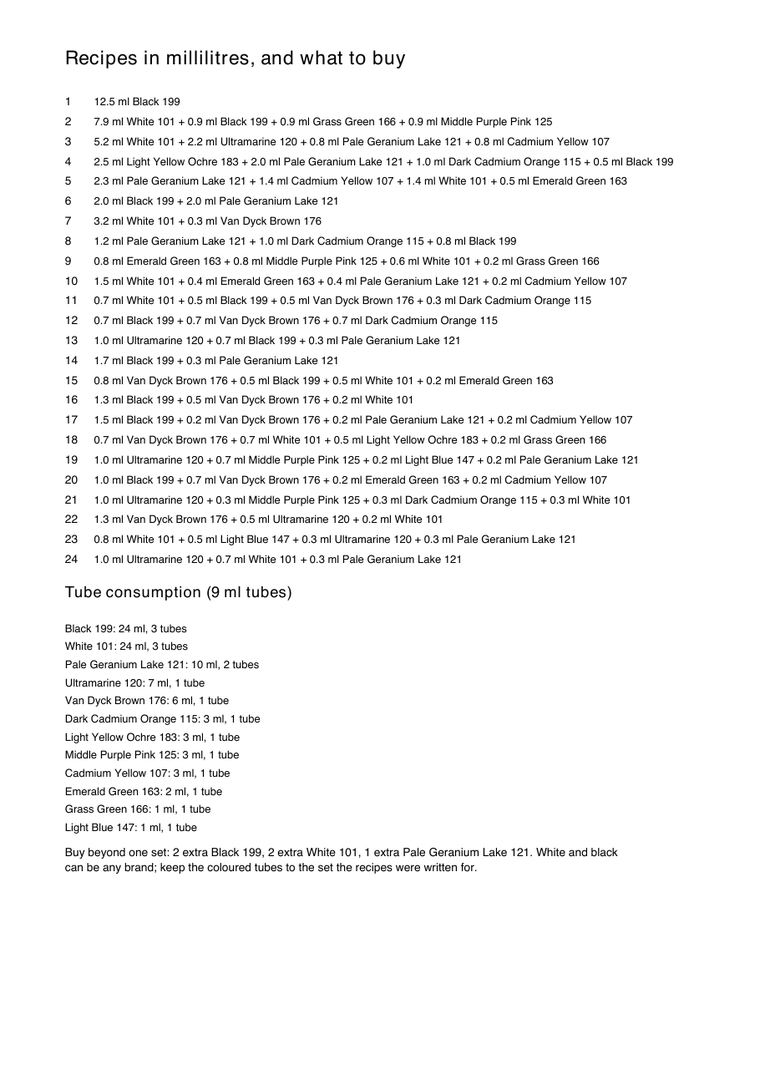 Recipes in millilitres, and what to buy
1 12.5 ml Black 199
2 7.9 ml White 101 + 0.9 ml Black 199 + 0.9 ml Grass Green 166 + 0.9 ml Middle Purple Pink 125
3 5.2 ml White 101 + 2.2 ml Ultramarine 120 + 0.8 ml Pale Geranium Lake 121 + 0.8 ml Cadmium Yellow 107
4 2.5 ml Light Yellow Ochre 183 + 2.0 ml Pale Geranium Lake 121 + 1.0 ml Dark Cadmium Orange 115 + 0.5 ml Black 199
5 2.3 ml Pale Geranium Lake 121 + 1.4 ml Cadmium Yellow 107 + 1.4 ml White 101 + 0.5 ml Emerald Green 163
6 2.0 ml Black 199 + 2.0 ml Pale Geranium Lake 121
7 3.2 ml White 101 + 0.3 ml Van Dyck Brown 176
8 1.2 ml Pale Geranium Lake 121 + 1.0 ml Dark Cadmium Orange 115 + 0.8 ml Black 199
9 0.8 ml Emerald Green 163 + 0.8 ml Middle Purple Pink 125 + 0.6 ml White 101 + 0.2 ml Grass Green 166
10 1.5 ml White 101 + 0.4 ml Emerald Green 163 + 0.4 ml Pale Geranium Lake 121 + 0.2 ml Cadmium Yellow 107
11 0.7 ml White 101 + 0.5 ml Black 199 + 0.5 ml Van Dyck Brown 176 + 0.3 ml Dark Cadmium Orange 115
12 0.7 ml Black 199 + 0.7 ml Van Dyck Brown 176 + 0.7 ml Dark Cadmium Orange 115
13 1.0 ml Ultramarine 120 + 0.7 ml Black 199 + 0.3 ml Pale Geranium Lake 121
14 1.7 ml Black 199 + 0.3 ml Pale Geranium Lake 121
15 0.8 ml Van Dyck Brown 176 + 0.5 ml Black 199 + 0.5 ml White 101 + 0.2 ml Emerald Green 163
16 1.3 ml Black 199 + 0.5 ml Van Dyck Brown 176 + 0.2 ml White 101
17 1.5 ml Black 199 + 0.2 ml Van Dyck Brown 176 + 0.2 ml Pale Geranium Lake 121 + 0.2 ml Cadmium Yellow 107
18 0.7 ml Van Dyck Brown 176 + 0.7 ml White 101 + 0.5 ml Light Yellow Ochre 183 + 0.2 ml Grass Green 166
19 1.0 ml Ultramarine 120 + 0.7 ml Middle Purple Pink 125 + 0.2 ml Light Blue 147 + 0.2 ml Pale Geranium Lake 121
20 1.0 ml Black 199 + 0.7 ml Van Dyck Brown 176 + 0.2 ml Emerald Green 163 + 0.2 ml Cadmium Yellow 107
21 1.0 ml Ultramarine 120 + 0.3 ml Middle Purple Pink 125 + 0.3 ml Dark Cadmium Orange 115 + 0.3 ml White 101
22 1.3 ml Van Dyck Brown 176 + 0.5 ml Ultramarine 120 + 0.2 ml White 101
23 0.8 ml White 101 + 0.5 ml Light Blue 147 + 0.3 ml Ultramarine 120 + 0.3 ml Pale Geranium Lake 121
24 1.0 ml Ultramarine 120 + 0.7 ml White 101 + 0.3 ml Pale Geranium Lake 121
Tube consumption (9 ml tubes)
Black 199: 24 ml, 3 tubes
White 101: 24 ml, 3 tubes
Pale Geranium Lake 121: 10 ml, 2 tubes
Ultramarine 120: 7 ml, 1 tube
Van Dyck Brown 176: 6 ml, 1 tube
Dark Cadmium Orange 115: 3 ml, 1 tube
Light Yellow Ochre 183: 3 ml, 1 tube
Middle Purple Pink 125: 3 ml, 1 tube
Cadmium Yellow 107: 3 ml, 1 tube
Emerald Green 163: 2 ml, 1 tube
Grass Green 166: 1 ml, 1 tube
Light Blue 147: 1 ml, 1 tube
Buy beyond one set: 2 extra Black 199, 2 extra White 101, 1 extra Pale Geranium Lake 121. White and black
can be any brand; keep the coloured tubes to the set the recipes were written for.